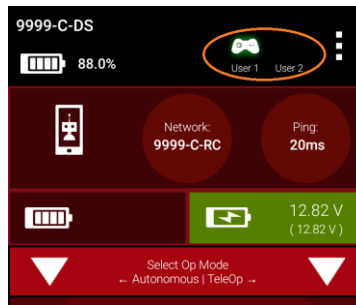 9999-C-DS
88.0%
User 1 User 2
Network:
9999-C-RC
Ping:
20ms
12.82 V
( 12.82 V )
Select Op Mode
← Autonomous | TeleOp →